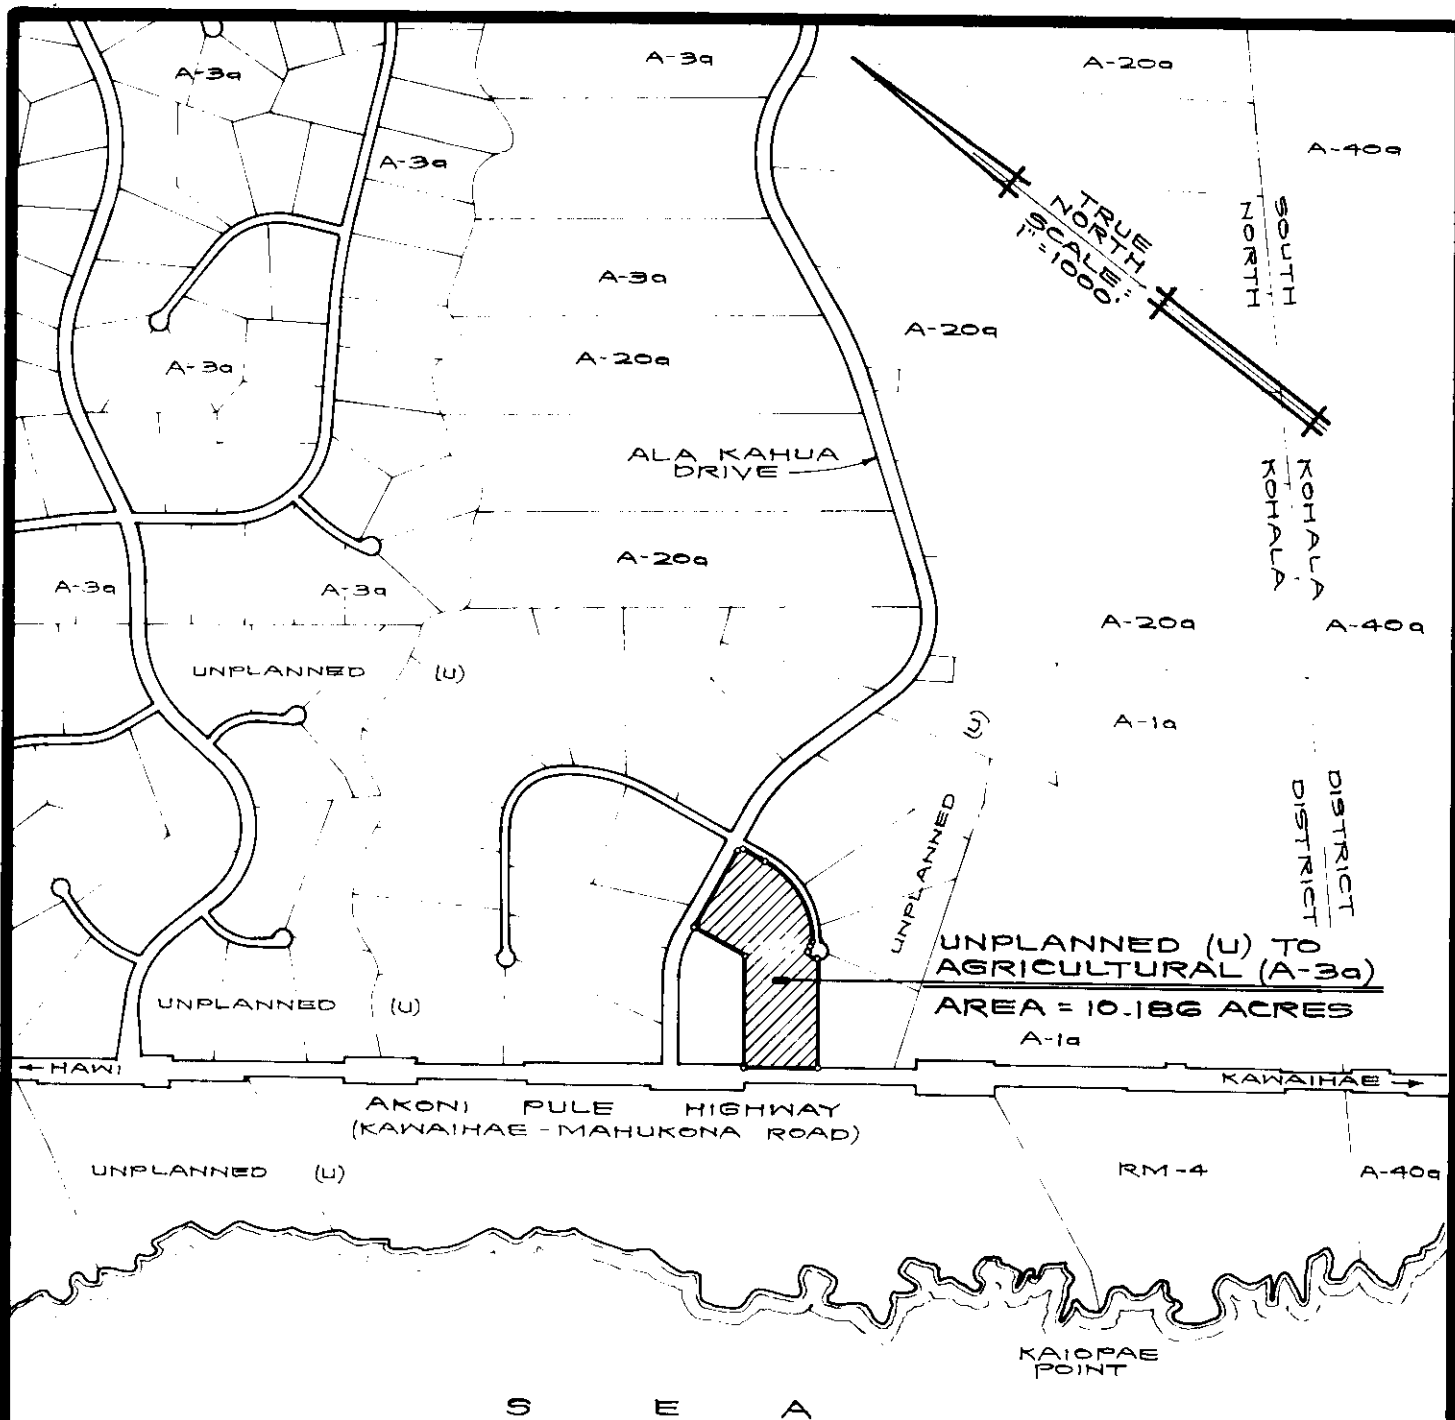 A-3a
A-3a
A-20a
A-40a
A-3a
TRUE
NORTH
SCALE:
1"=1000'
NORTH
SOUTH
A-3a
A-20a
A-3a
A-20a
ALA KAHUA
DRIVE
KOHALA
KOHALA
A-20a
A-3a
A-3a
A-20a
A-40a
UNPLANNED (U)
A-1a
UNPLANNED (U)
DISTRICT
DISTRICT
UNPLANNED (U) TO
AGRICULTURAL (A-3a)
AREA = 10.186 ACRES
UNPLANNED (U)
A-1a
← HAWI
KAWAIHAE →
AKONI PULE HIGHWAY
(KAWAIHAE - MAHUKONA ROAD)
UNPLANNED (U)
RM-4
A-40a
KAIOPAE
POINT
SEA